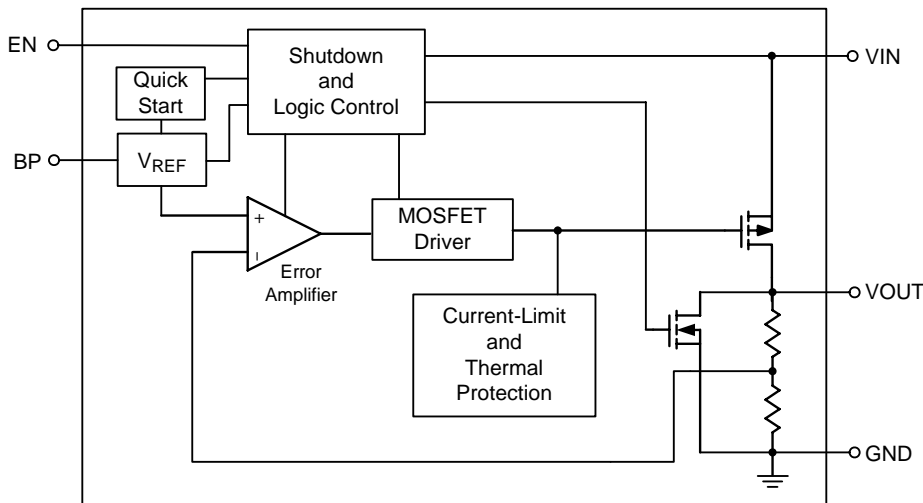 EN
Shutdown
and
Logic Control
VIN
Quick
Start
BP
VREF
+
−
Error
Amplifier
MOSFET
Driver
VOUT
Current-Limit
and
Thermal
Protection
GND